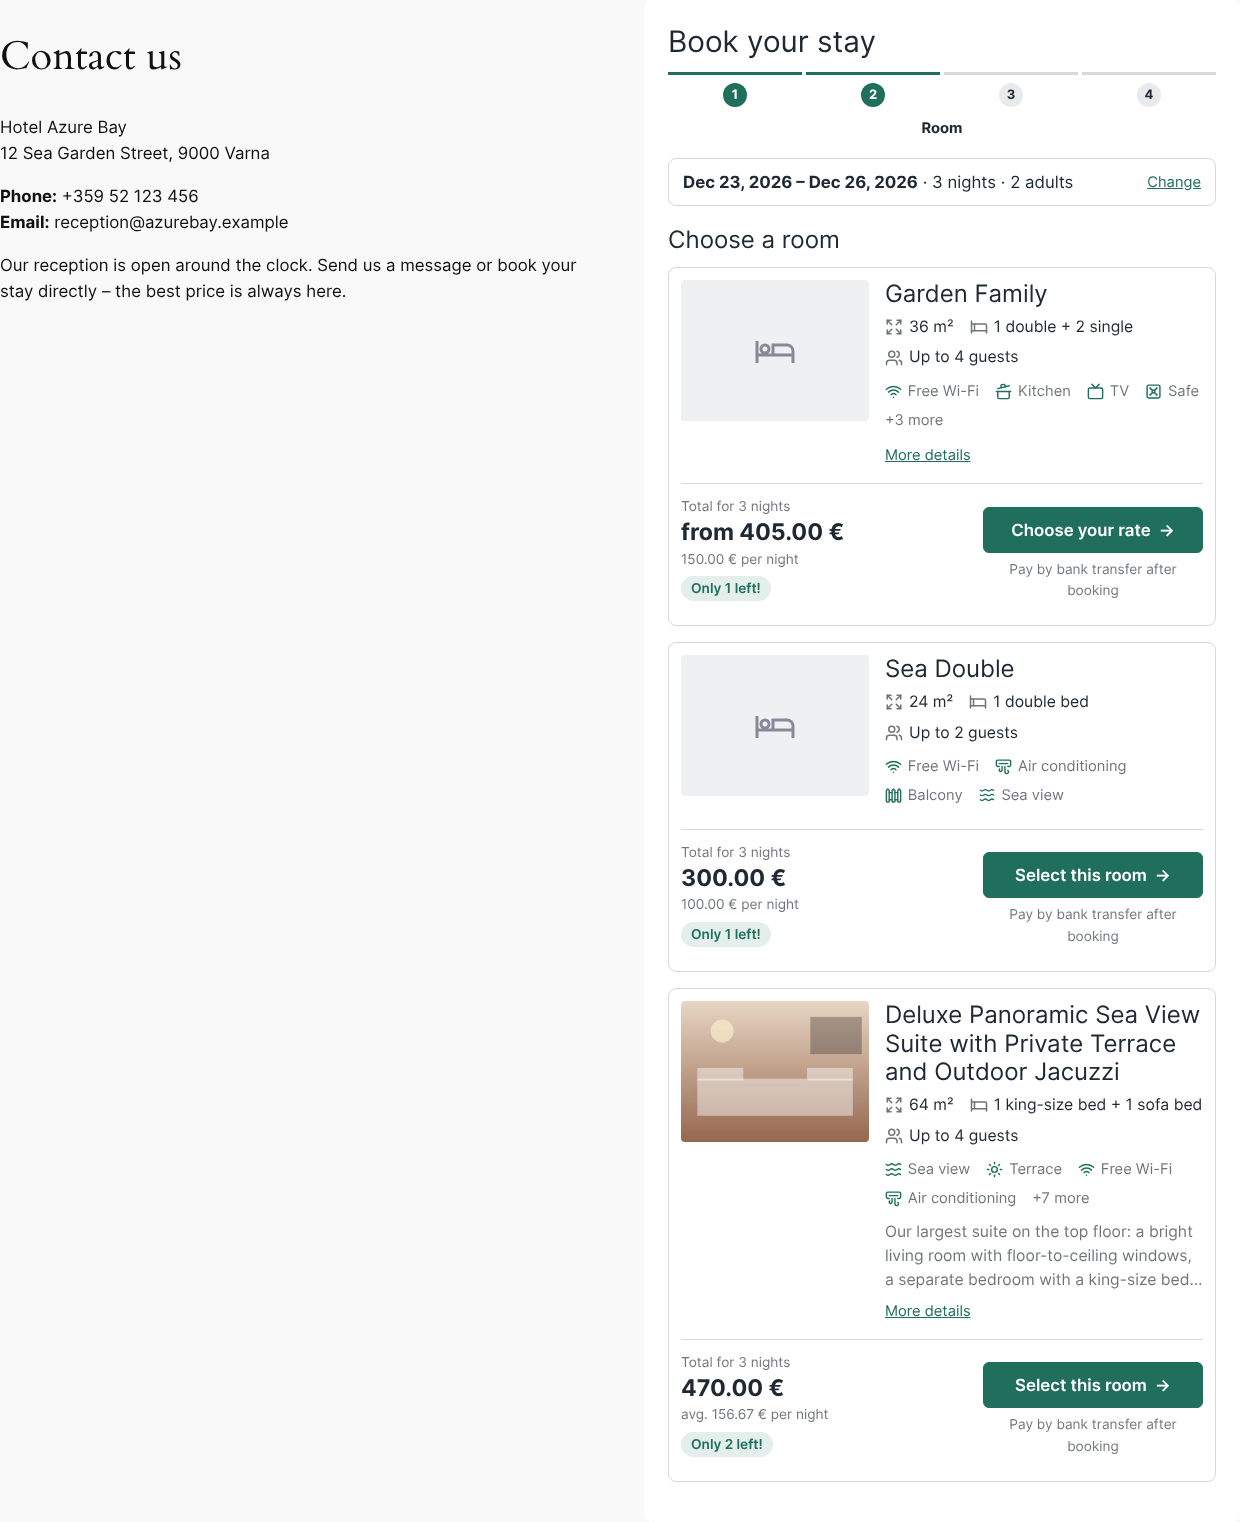 Contact us
Hotel Azure Bay
12 Sea Garden Street, 9000 Varna
Phone: +359 52 123 456
Email: reception@azurebay.example
Our reception is open around the clock. Send us a message or book your
stay directly – the best price is always here.
Book your stay
1
2
3
4
Room
Dec 23, 2026 – Dec 26, 2026 · 3 nights · 2 adults
Change
Choose a room
Garden Family
36 m² 1 double + 2 single
Up to 4 guests
Free Wi-Fi Kitchen TV Safe
+3 more
More details
Total for 3 nights
from 405.00 €
150.00 € per night
Only 1 left!
Choose your rate →
Pay by bank transfer after
booking
Sea Double
24 m² 1 double bed
Up to 2 guests
Free Wi-Fi Air conditioning
Balcony Sea view
Total for 3 nights
300.00 €
100.00 € per night
Only 1 left!
Select this room →
Pay by bank transfer after
booking
Deluxe Panoramic Sea View
Suite with Private Terrace
and Outdoor Jacuzzi
64 m² 1 king-size bed + 1 sofa bed
Up to 4 guests
Sea view Terrace Free Wi-Fi
Air conditioning +7 more
Our largest suite on the top floor: a bright
living room with floor-to-ceiling windows,
a separate bedroom with a king-size bed...
More details
Total for 3 nights
470.00 €
avg. 156.67 € per night
Only 2 left!
Select this room →
Pay by bank transfer after
booking